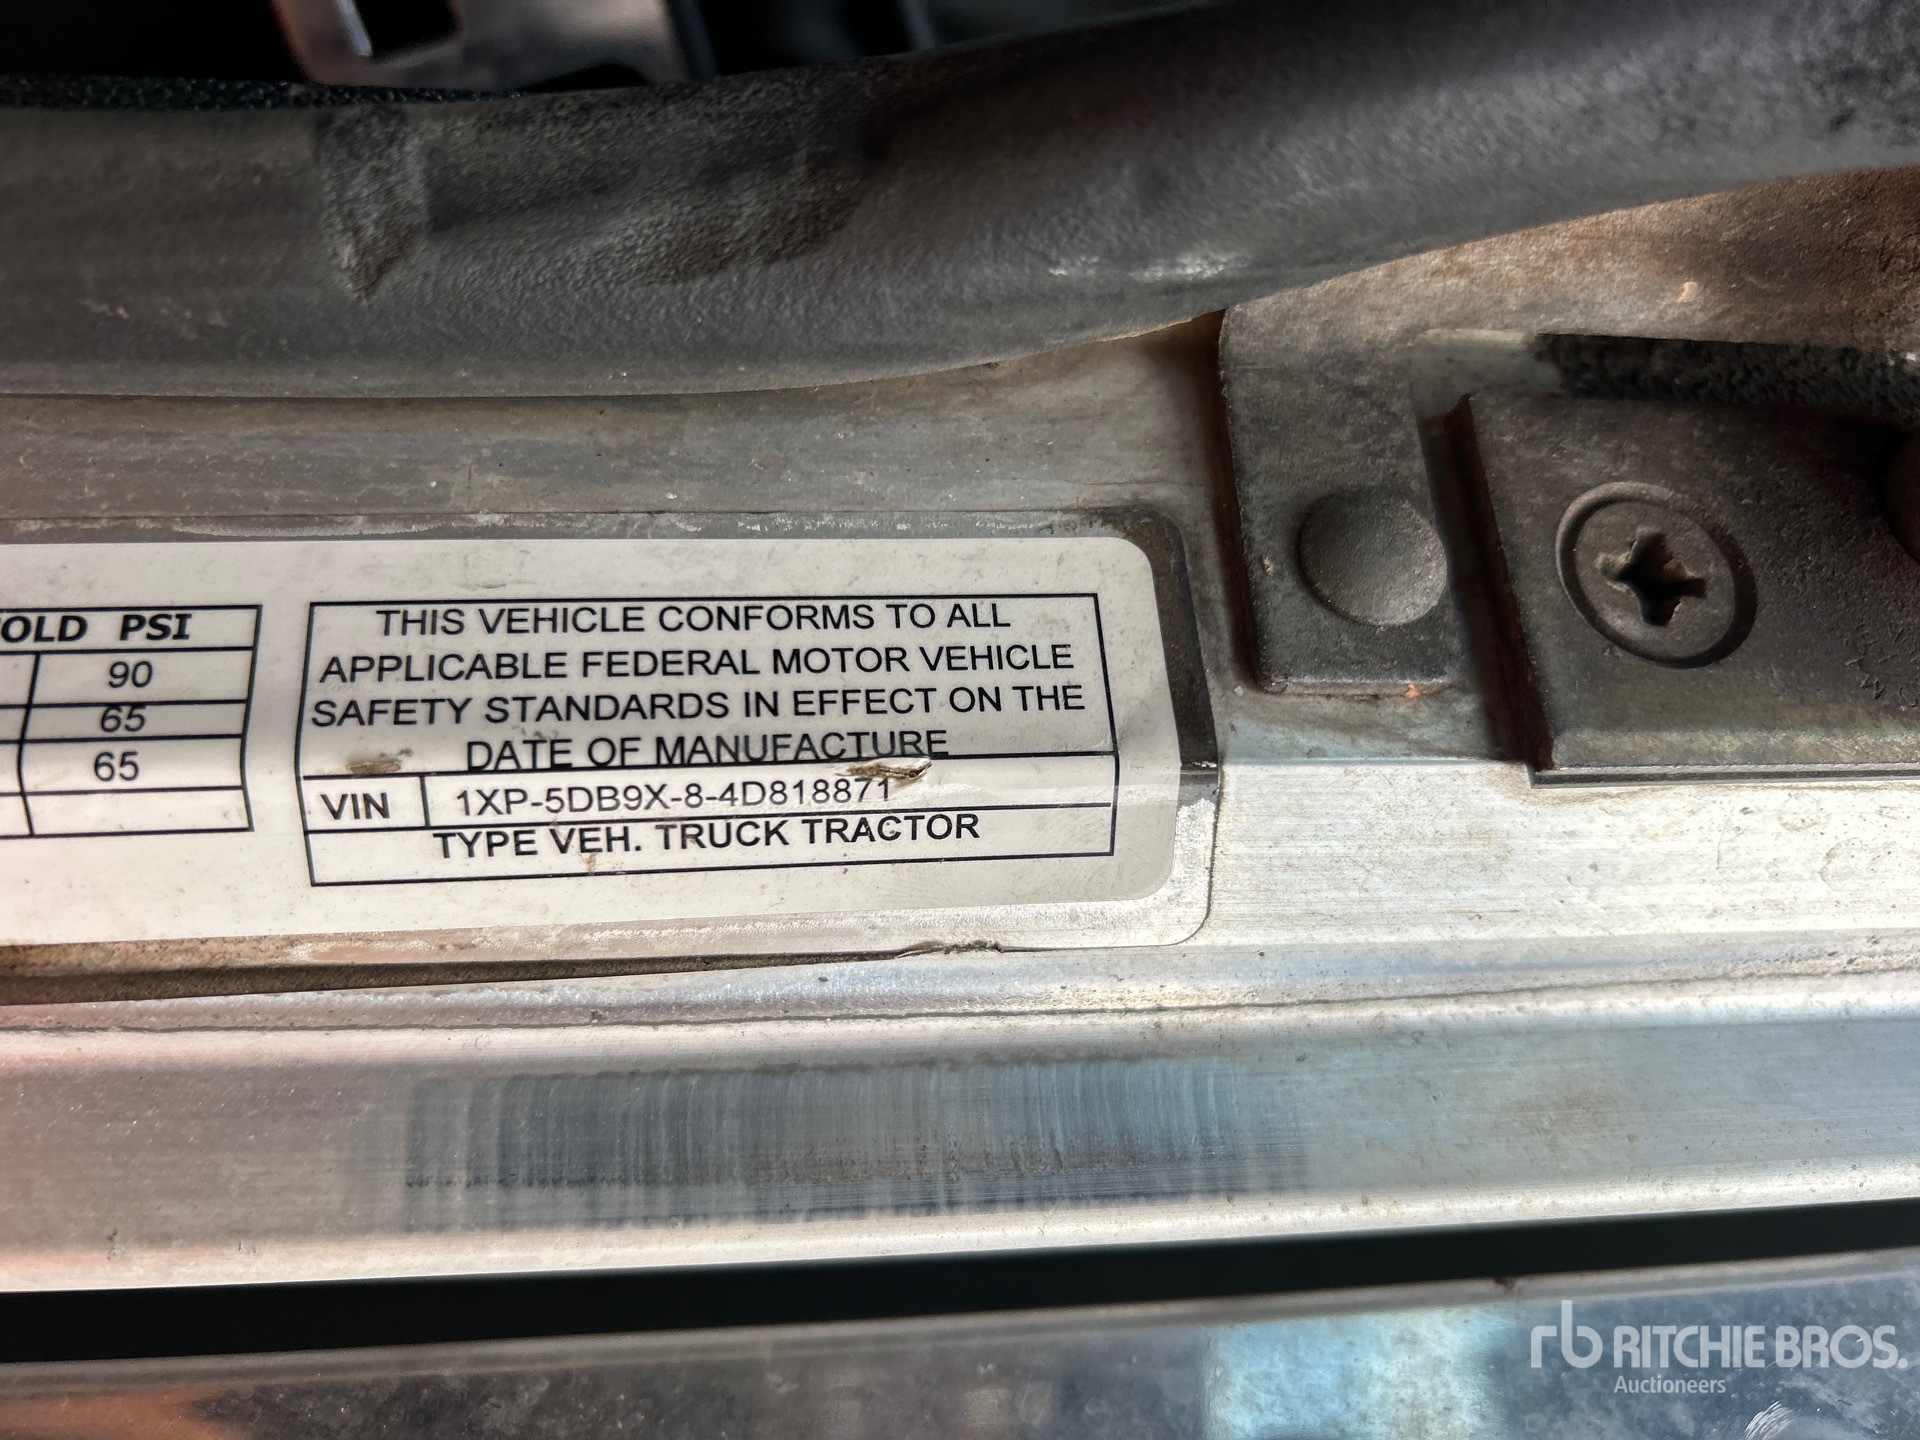 OLD PSI
90
65
65
THIS VEHICLE CONFORMS TO ALL
APPLICABLE FEDERAL MOTOR VEHICLE
SAFETY STANDARDS IN EFFECT ON THE
DATE OF MANUFACTURE
VIN 1XP-5DB9X-8-4D818871
TYPE VEH. TRUCK TRACTOR
rb RITCHIE BROS.
Auctioneers